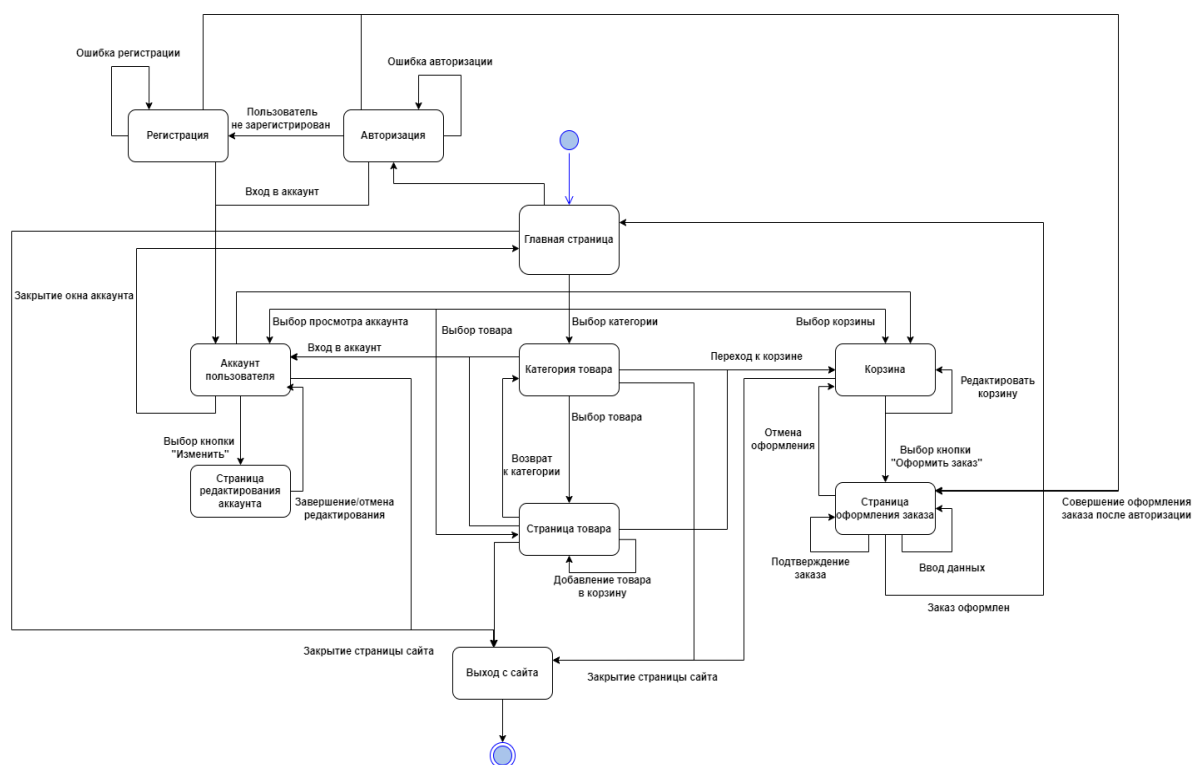 Ошибка регистрации
Ошибка авторизации
Регистрация
Пользователь
не зарегистрирован
Авторизация
Вход в аккаунт
Главная страница
Закрытие окна аккаунта
Выбор просмотра аккаунта
Выбор товара
Выбор категории
Выбор корзины
Вход в аккаунт
Переход к корзине
Аккаунт
пользователя
Категория товара
Корзина
Редактировать
корзину
Выбор товара
Отмена
оформления
Выбор кнопки
"Изменить"
Возврат
к категории
Выбор кнопки
"Оформить заказ"
Страница
редактирования
аккаунта
Завершение/отмена
редактирования
Страница товара
Страница
оформления заказа
Совершение оформления
заказа после авторизации
Добавление товара
в корзину
Подтверждение
заказа
Ввод данных
Заказ оформлен
Закрытие страницы сайта
Выход с сайта
Закрытие страницы сайта